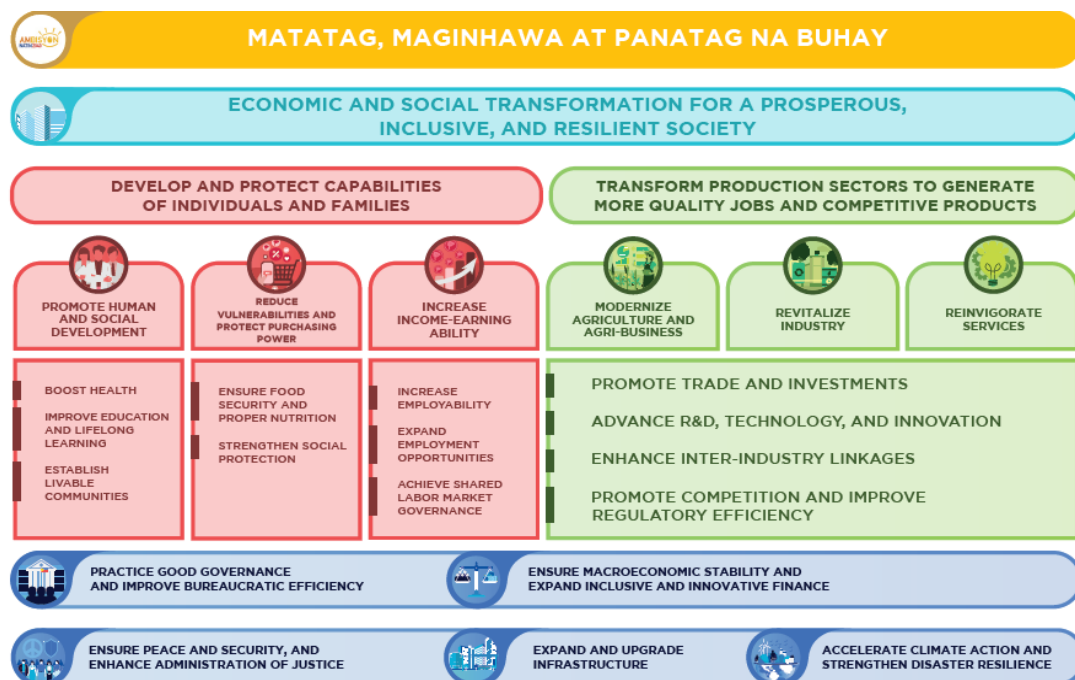 AMBISYON
MATATAG, MAGINHAWA AT PANATAG NA BUHAY
ECONOMIC AND SOCIAL TRANSFORMATION FOR A PROSPEROUS,
INCLUSIVE, AND RESILIENT SOCIETY
DEVELOP AND PROTECT CAPABILITIES
OF INDIVIDUALS AND FAMILIES
TRANSFORM PRODUCTION SECTORS TO GENERATE
MORE QUALITY JOBS AND COMPETITIVE PRODUCTS
PROMOTE HUMAN
AND SOCIAL
DEVELOPMENT
REDUCE
VULNERABILITIES AND
PROTECT PURCHASING
POWER
INCREASE
INCOME-EARNING
ABILITY
MODERNIZE
AGRICULTURE AND
AGRI-BUSINESS
REVITALIZE
INDUSTRY
REINVIGORATE
SERVICES
BOOST HEALTH
IMPROVE EDUCATION
AND LIFELONG
LEARNING
ESTABLISH
LIVABLE
COMMUNITIES
ENSURE FOOD
SECURITY AND
PROPER NUTRITION
STRENGTHEN SOCIAL
PROTECTION
INCREASE
EMPLOYABILITY
EXPAND
EMPLOYMENT
OPPORTUNITIES
ACHIEVE SHARED
LABOR MARKET
GOVERNANCE
PROMOTE TRADE AND INVESTMENTS
ADVANCE R&D, TECHNOLOGY, AND INNOVATION
ENHANCE INTER-INDUSTRY LINKAGES
PROMOTE COMPETITION AND IMPROVE
REGULATORY EFFICIENCY
PRACTICE GOOD GOVERNANCE
AND IMPROVE BUREAUCRATIC EFFICIENCY
ENSURE MACROECONOMIC STABILITY AND
EXPAND INCLUSIVE AND INNOVATIVE FINANCE
ENSURE PEACE AND SECURITY, AND
ENHANCE ADMINISTRATION OF JUSTICE
EXPAND AND UPGRADE
INFRASTRUCTURE
ACCELERATE CLIMATE ACTION AND
STRENGTHEN DISASTER RESILIENCE